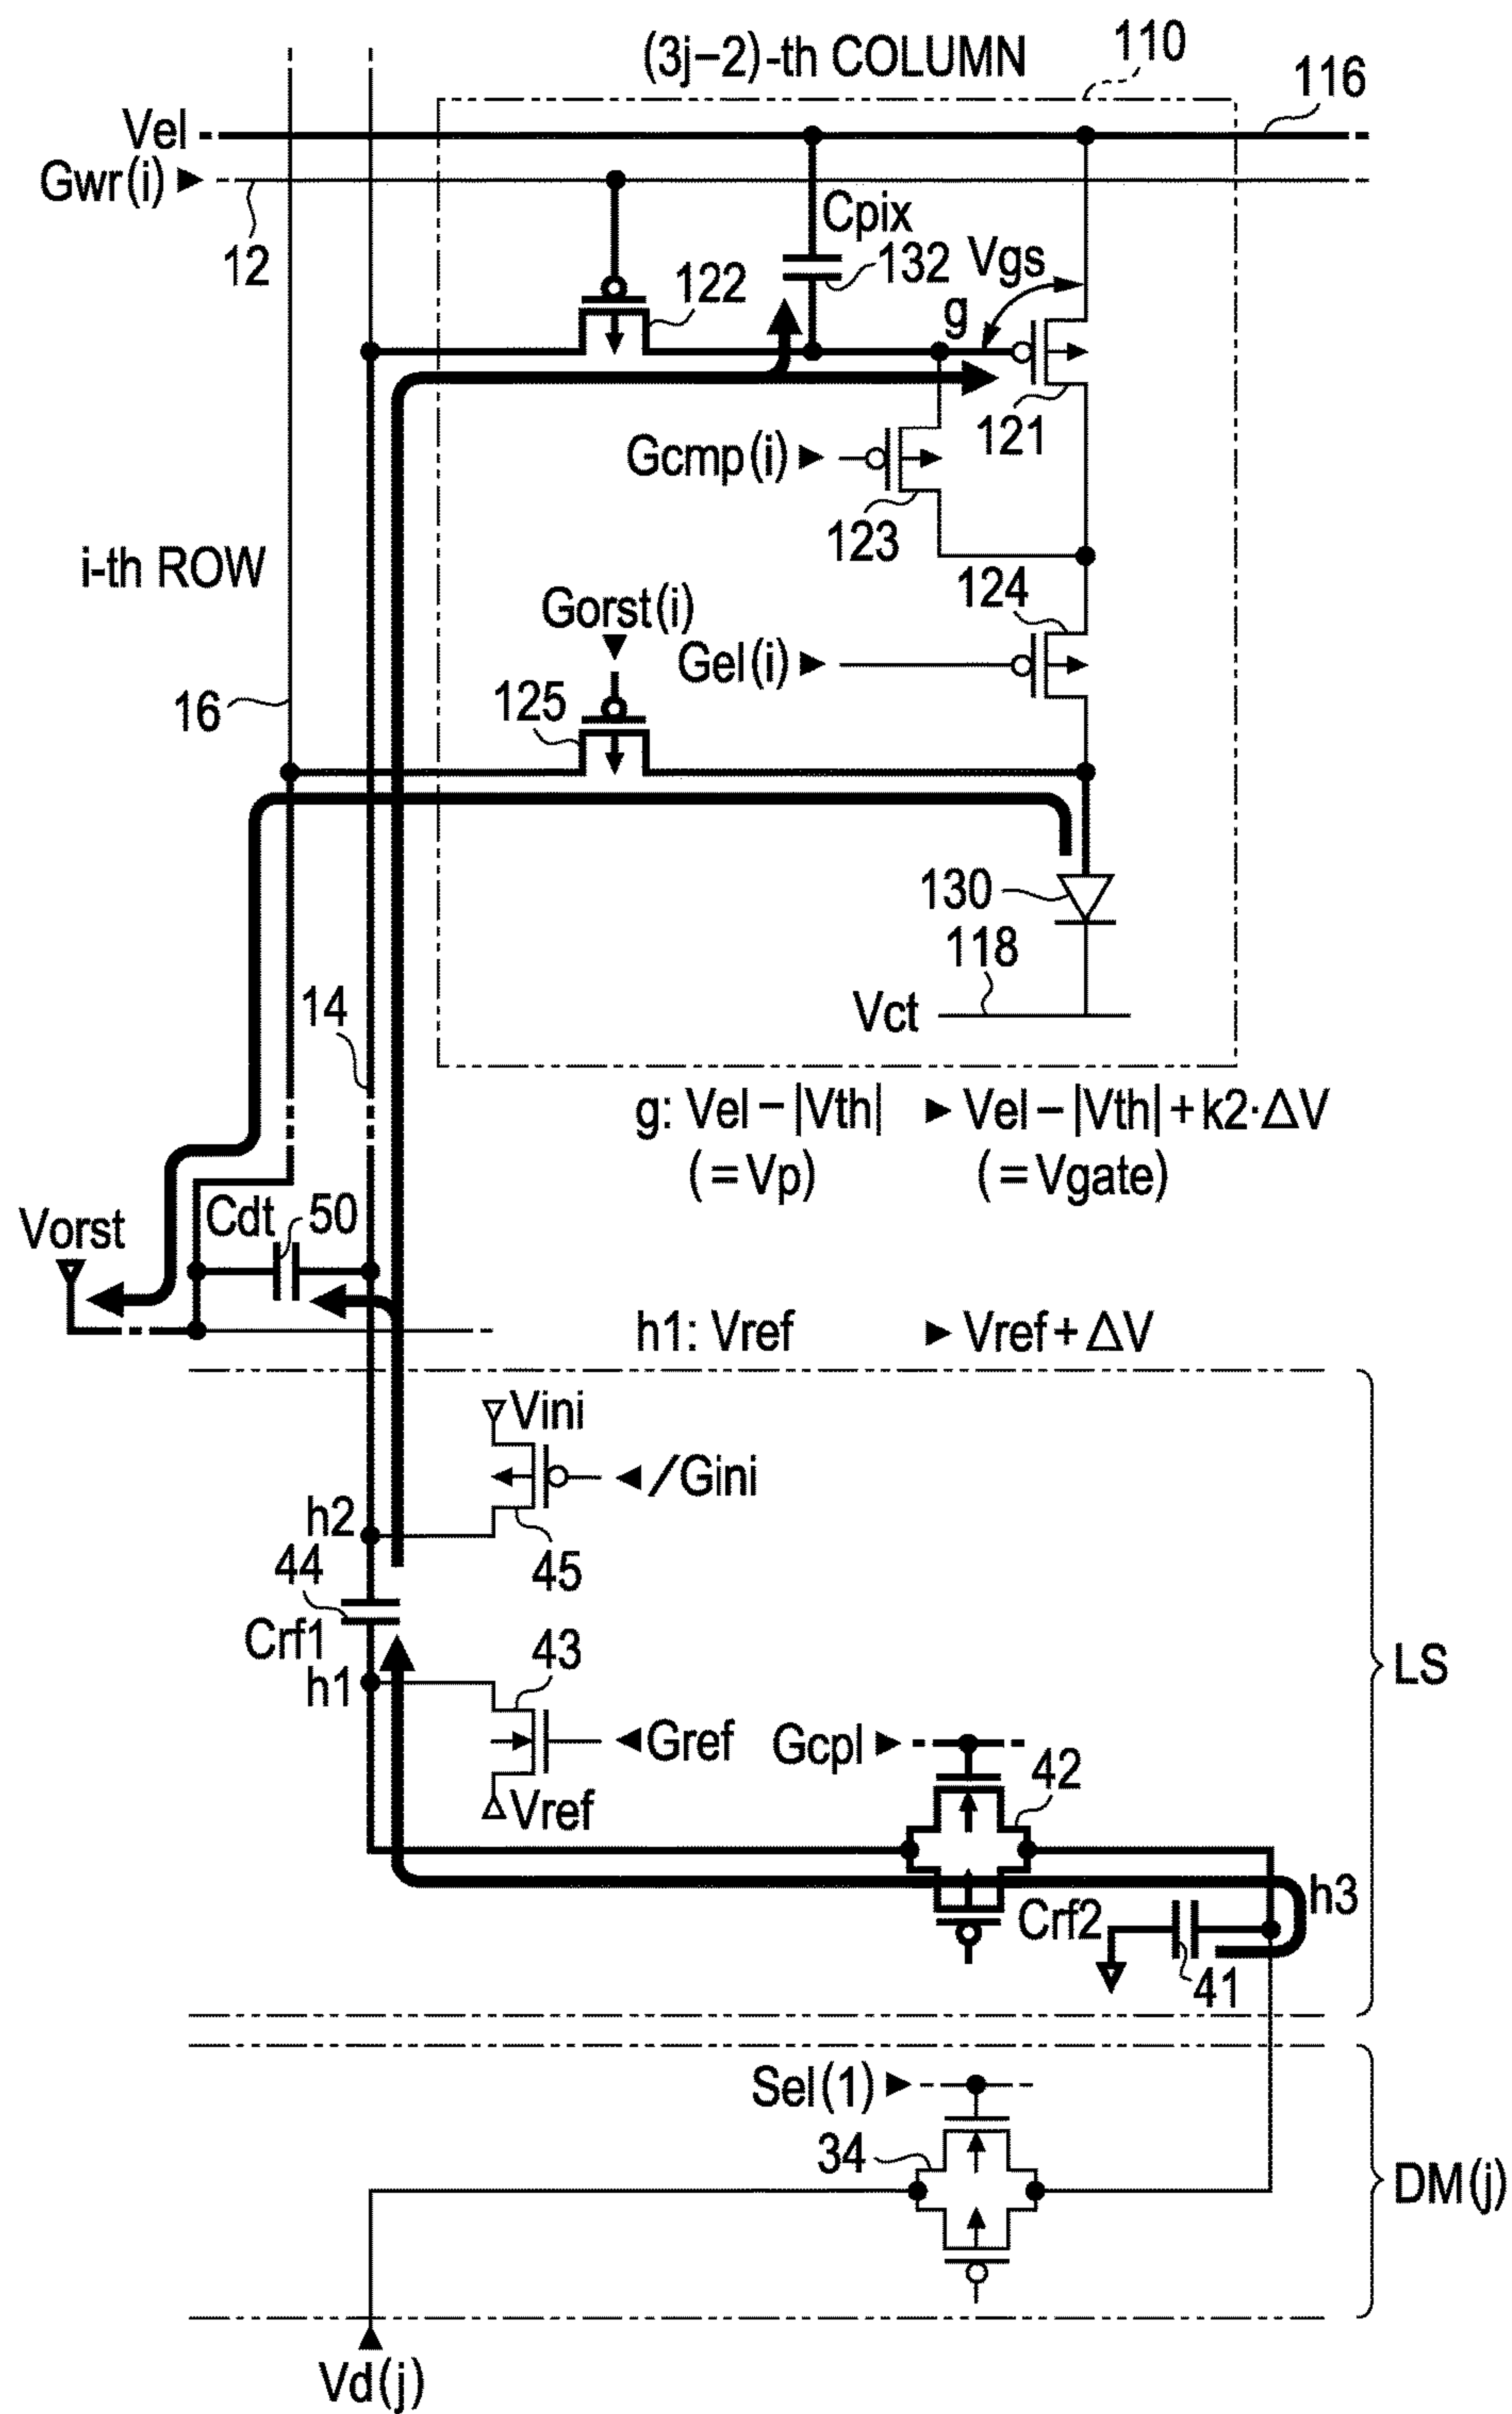 (3j−2)-th COLUMN
110
116
Vel
Gwr(i)
12
Cpix
132
Vgs
122
g
121
Gcmp(i)
123
i-th ROW
124
Gorst(i)
Gel(i)
125
16
130
118
14
Vct
g: Vel−|Vth| ► Vel−|Vth|+k2·ΔV
(=Vp) (=Vgate)
Cdt 50
Vorst
h1: Vref ► Vref+ΔV
Vini
/Gini
h2
44
45
Crf1
43
h1
LS
Gref
Gcpl
42
Vref
h3
Crf2
41
Sel(1)
34
DM(j)
Vd(j)